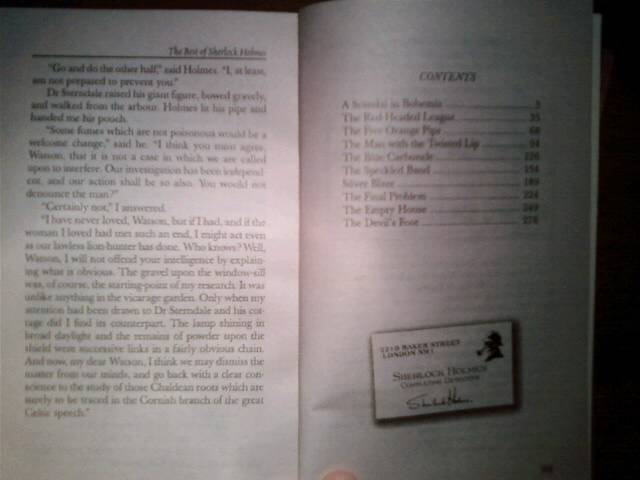 The Best of Sherlock Holmes
"Go and do the other half," said Holmes. "I, at least,
am not prepared to prevent you."
Dr Sterndale raised his giant figure, bowed gravely,
and walked from the arbour. Holmes lit his pipe and
handed me his pouch.
"Some fumes which are not poisonous would be a
welcome change," said he. "I think you must agree,
Watson, that it is not a case in which we are called
upon to interfere. Our investigation has been independ-
ent, and our action shall be so also. You would not
denounce the man?"
"Certainly not," I answered.
"I have never loved, Watson, but if I had, and if the
woman I loved had met such an end, I might act even
as our lawless lion-hunter has done. Who knows? Well,
Watson, I will not offend your intelligence by explain-
ing what is obvious. The gravel upon the window-sill
was, of course, the starting-point of my research. It was
unlike anything in the vicarage garden. Only when my
attention had been drawn to Dr Sterndale and his cot-
tage did I find its counterpart. The lamp shining in
broad daylight and the remains of powder upon the
shield were successive links in a fairly obvious chain.
And now, my dear Watson, I think we may dismiss the
matter from our minds, and go back with a clear con-
science to the study of those Chaldean roots which are
surely to be traced in the Cornish branch of the great
Celtic speech."
CONTENTS
A Scandal in Bohemia 5
The Red-Headed League 35
The Five Orange Pips 68
The Man with the Twisted Lip 94
The Blue Carbuncle 126
The Speckled Band 154
Silver Blaze 189
The Final Problem 224
The Empty House 249
The Devil's Foot 278
221B BAKER STREET
LONDON NW1
SHERLOCK HOLMES
CONSULTING DETECTIVE
Sherlock Holmes